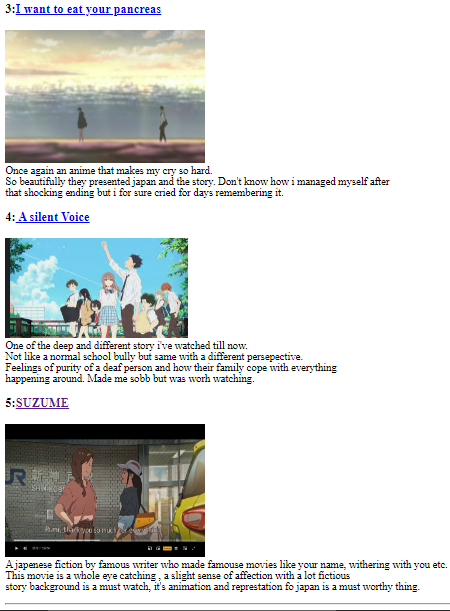 3:I want to eat your pancreas
Once again an anime that makes my cry so hard.
So beautifully they presented japan and the story. Don't know how i managed myself after
that shocking ending but i for sure cried for days remembering it.
4: A silent Voice
One of the deep and different story i've watched till now.
Not like a normal school bully but same with a different persepective.
Feelings of purity of a deaf person and how their family cope with everything
happening around. Made me sobb but was worh watching.
5:SUZUME
Rumi, thank you so much for everything
A japenese fiction by famous writer who made famouse movies like your name, withering with you etc.
This movie is a whole eye catching , a slight sense of affection with a lot fictious
story background is a must watch, it's animation and represtation fo japan is a must worthy thing.